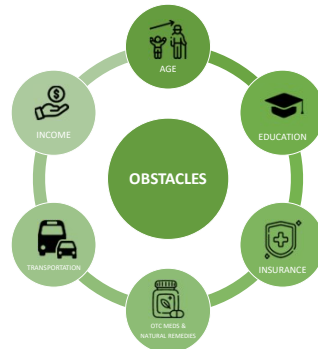 AGE
EDUCATION
INSURANCE
OTC MEDS &
NATURAL REMEDIES
TRANSPORTATION
INCOME
$
OBSTACLES